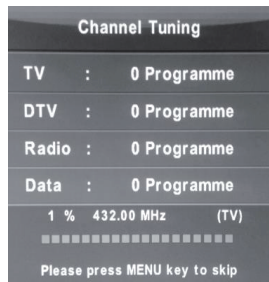 Channel Tuning
TV : 0 Programme
DTV : 0 Programme
Radio : 0 Programme
Data : 0 Programme
1 % 432.00 MHz (TV)
Please press MENU key to skip